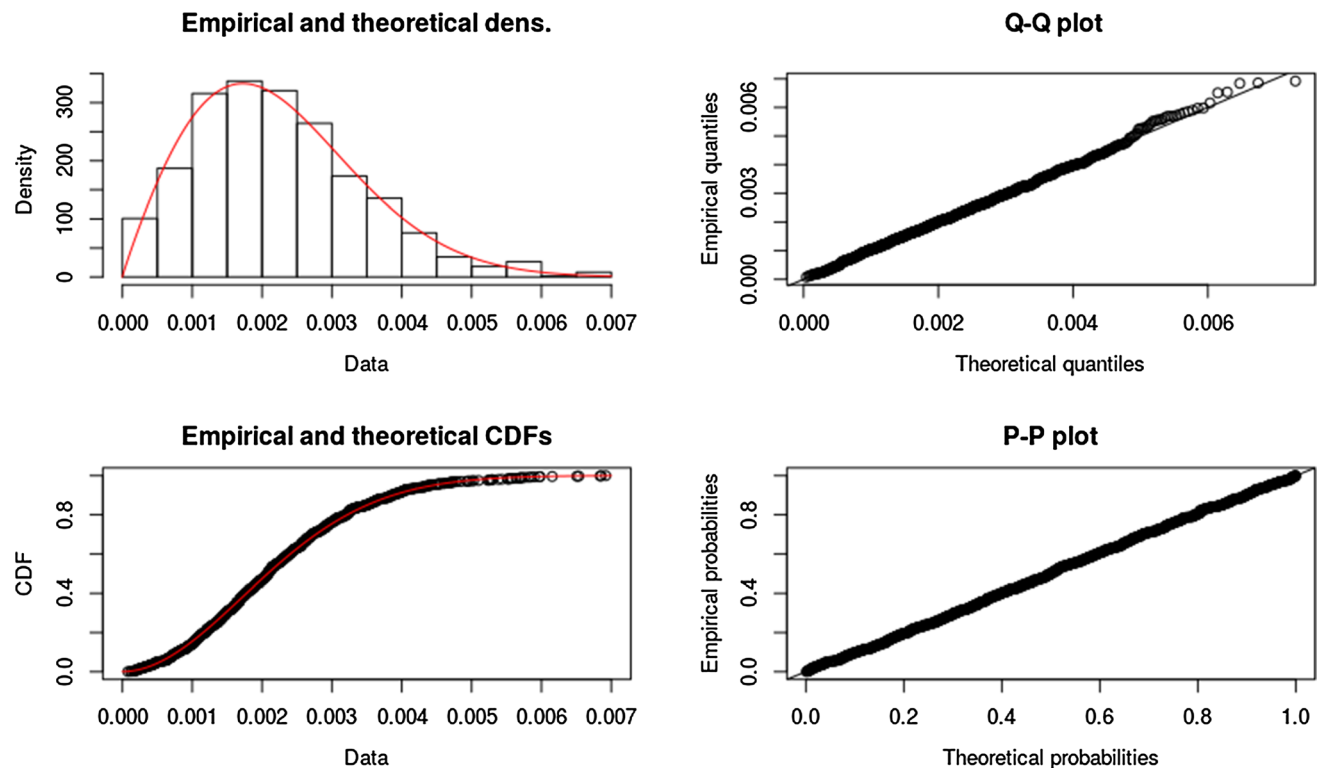 Empirical and theoretical dens.
Density
0 100 200 300
0.000 0.001 0.002 0.003 0.004 0.005 0.006 0.007
Data
Q-Q plot
Empirical quantiles
0.000 0.003 0.006
0.000 0.002 0.004 0.006
Theoretical quantiles
Empirical and theoretical CDFs
CDF
0.0 0.4 0.8
0.000 0.001 0.002 0.003 0.004 0.005 0.006 0.007
Data
P-P plot
Empirical probabilities
0.0 0.4 0.8
0.0 0.2 0.4 0.6 0.8 1.0
Theoretical probabilities